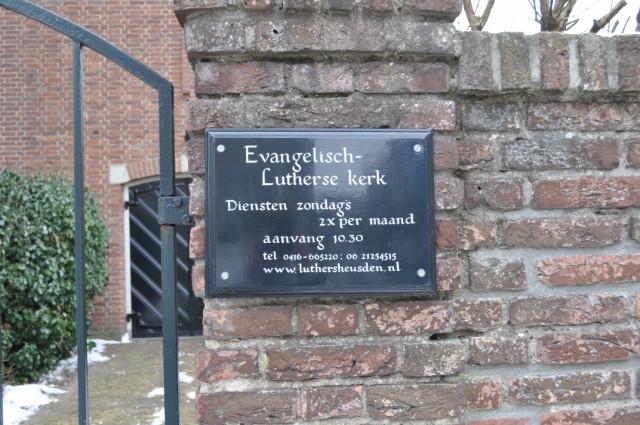 Evangelisch-
Lutherse kerk
Diensten zondags
2x per maand
aanvang 10.30
tel 0416-665220; 06 21254515
www.luthersheusden.nl